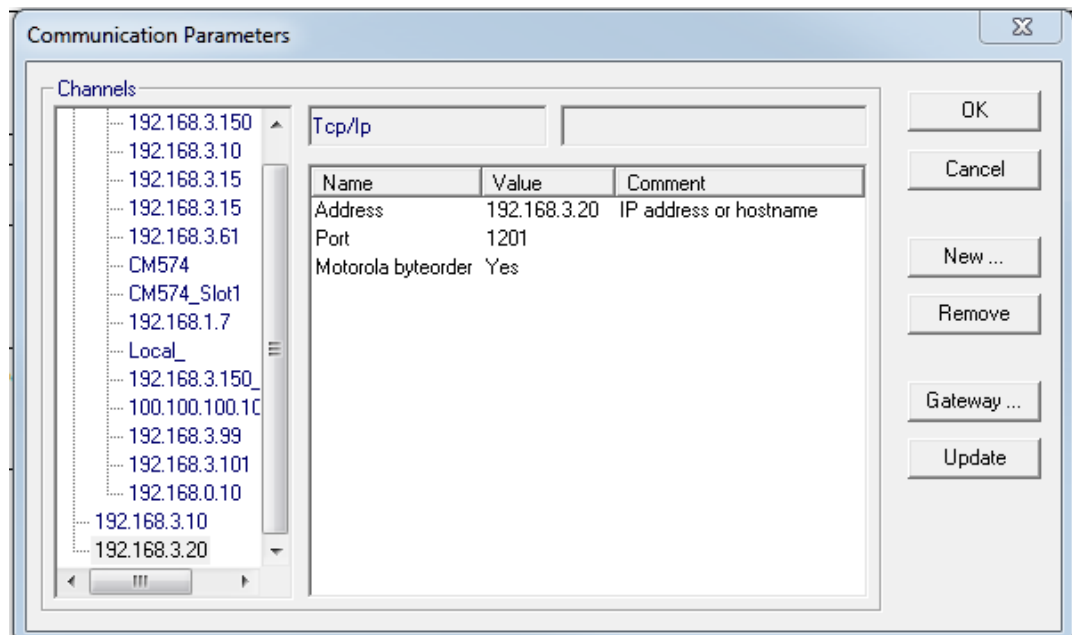 Communication Parameters
Channels
192.168.3.150
192.168.3.10
192.168.3.15
192.168.3.15
192.168.3.61
CM574
CM574_Slot1
192.168.1.7
Local_
192.168.3.150_
100.100.100.10
192.168.3.99
192.168.3.101
192.168.0.10
192.168.3.10
192.168.3.20
Tcp/Ip
Name Value Comment
Address 192.168.3.20 IP address or hostname
Port 1201
Motorola byteorder Yes
OK
Cancel
New ...
Remove
Gateway ...
Update